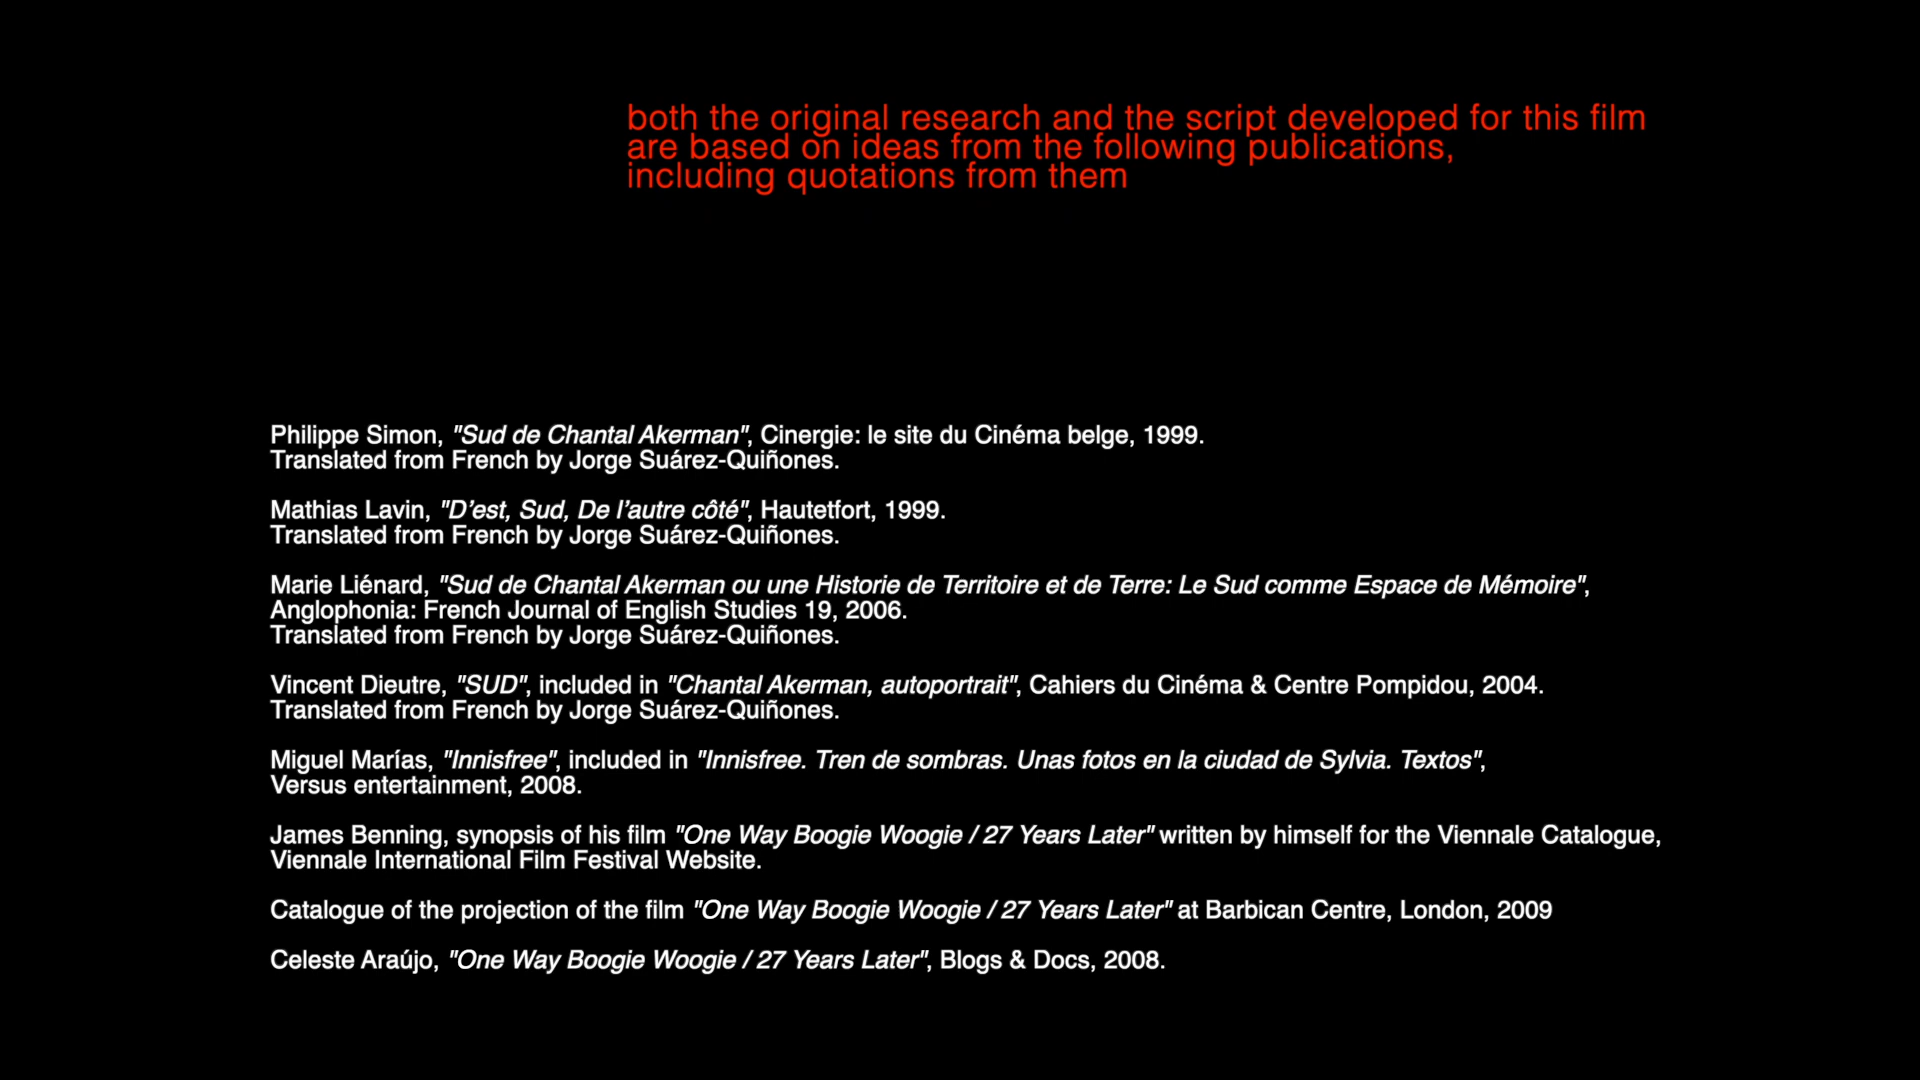 both the original research and the script developed for this film
are based on ideas from the following publications,
including quotations from them
Philippe Simon, "Sud de Chantal Akerman", Cinergie: le site du Cinéma belge, 1999.
Translated from French by Jorge Suárez-Quiñones.
Mathias Lavin, "D’est, Sud, De l’autre côté", Hautetfort, 1999.
Translated from French by Jorge Suárez-Quiñones.
Marie Liénard, "Sud de Chantal Akerman ou une Historie de Territoire et de Terre: Le Sud comme Espace de Mémoire",
Anglophonia: French Journal of English Studies 19, 2006.
Translated from French by Jorge Suárez-Quiñones.
Vincent Dieutre, "SUD", included in "Chantal Akerman, autoportrait", Cahiers du Cinéma & Centre Pompidou, 2004.
Translated from French by Jorge Suárez-Quiñones.
Miguel Marías, "Innisfree", included in "Innisfree. Tren de sombras. Unas fotos en la ciudad de Sylvia. Textos",
Versus entertainment, 2008.
James Benning, synopsis of his film "One Way Boogie Woogie / 27 Years Later" written by himself for the Viennale Catalogue,
Viennale International Film Festival Website.
Catalogue of the projection of the film "One Way Boogie Woogie / 27 Years Later" at Barbican Centre, London, 2009
Celeste Araújo, "One Way Boogie Woogie / 27 Years Later", Blogs & Docs, 2008.